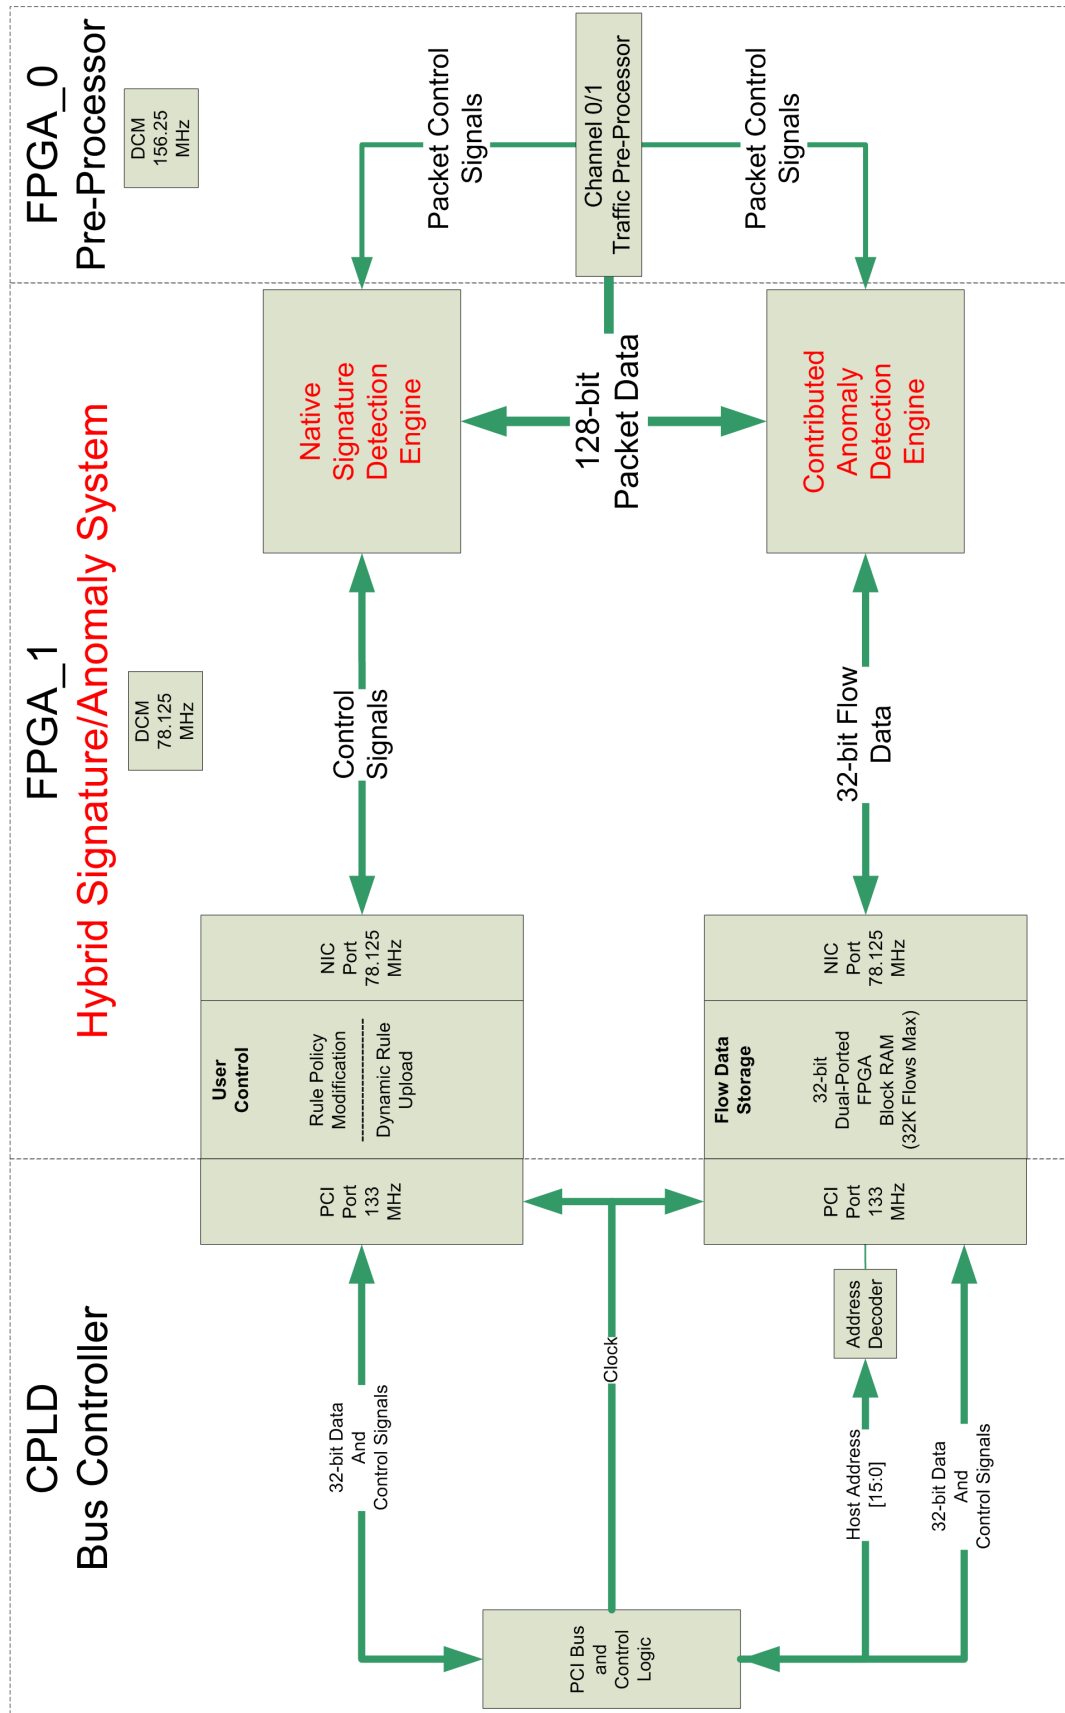 CPLD
Bus Controller
FPGA_1
Hybrid Signature/Anomaly System
FPGA_0
Pre-Processor
DCM
78.125
MHz
DCM
156.25
MHz
32-bit Data
And
Control Signals
PCI
Port
133
MHz
User
Control
Rule Policy
Modification
Dynamic Rule
Upload
NIC
Port
78.125
MHz
Control
Signals
Native
Signature
Detection
Engine
Packet Control
Signals
PCI Bus
and
Control
Logic
Clock
128-bit
Packet Data
Channel 0/1
Traffic Pre-Processor
Host Address
[15:0]
Address
Decoder
32-bit Data
And
Control Signals
PCI
Port
133
MHz
Flow Data
Storage
32-bit
Dual-Ported
FPGA
Block RAM
(32K Flows Max)
NIC
Port
78.125
MHz
32-bit Flow
Data
Contributed
Anomaly
Detection
Engine
Packet Control
Signals